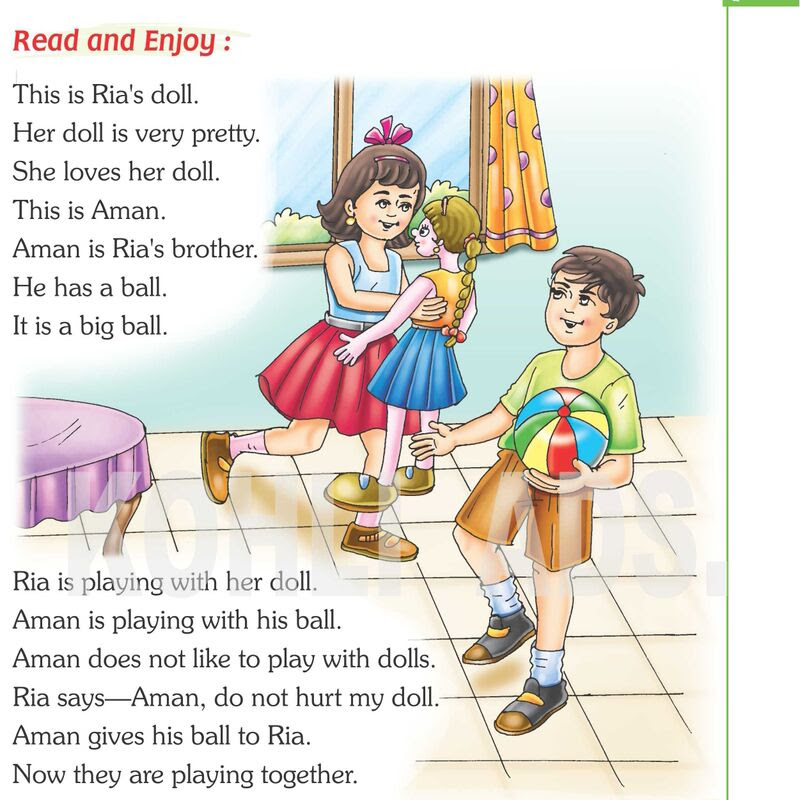 Read and Enjoy :
This is Ria's doll.
Her doll is very pretty.
She loves her doll.
This is Aman.
Aman is Ria's brother.
He has a ball.
It is a big ball.
KOHLI ADS.
Ria is playing with her doll.
Aman is playing with his ball.
Aman does not like to play with dolls.
Ria says—Aman, do not hurt my doll.
Aman gives his ball to Ria.
Now they are playing together.